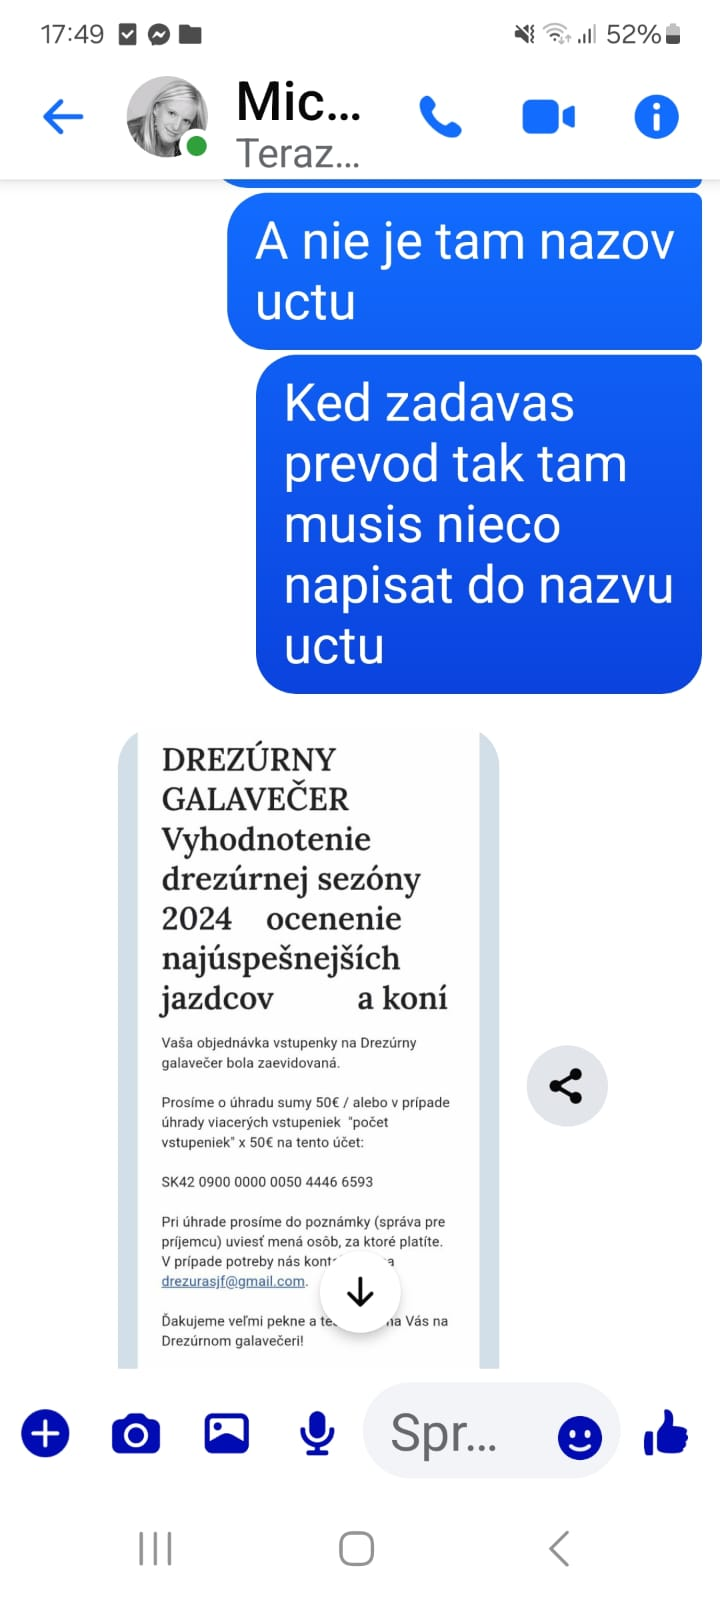 17:49
52%
Mic...
Teraz...
A nie je tam nazov
uctu
Ked zadavas
prevod tak tam
musis nieco
napisat do nazvu
uctu
DREZÚRNY
GALAVEČER
Vyhodnotenie
drezúrnej sezóny
2024 ocenenie
najúspešnejších
jazdcov a koní
Vaša objednávka vstupenky na Drezúrny
galavečer bola zaevidovaná.
Prosíme o úhradu sumy 50€ / alebo v prípade
úhrady viacerých vstupeniek "počet
vstupeniek" x 50€ na tento účet:
SK42 0900 0000 0050 4446 6593
Pri úhrade prosíme do poznámky (správa pre
príjemcu) uviesť mená osôb, za ktoré platíte.
V prípade potreby nás
drezurasjf@gmail.com.
Ďakujeme veľmi pekne a Vás na
Drezúrnom galavečeri!
Spr...